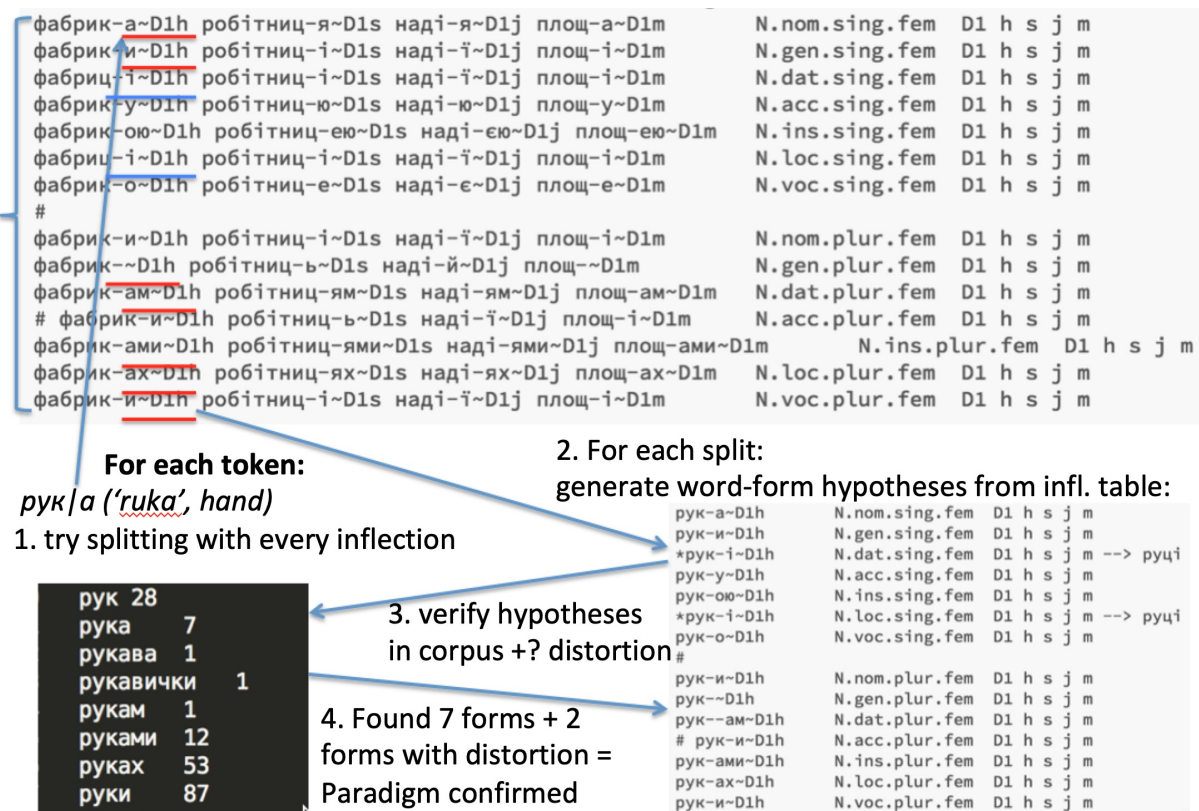 фабрик-а~D1h робітниц-я~D1s наді-я~D1j площ-а~D1m N.nom.sing.fem D1 h s j m
фабрик-и~D1h робітниц-і~D1s наді-ї~D1j площ-і~D1m N.gen.sing.fem D1 h s j m
фабриц-і~D1h робітниц-і~D1s наді-ї~D1j площ-і~D1m N.dat.sing.fem D1 h s j m
фабрик-у~D1h робітниц-ю~D1s наді-ю~D1j площ-у~D1m N.acc.sing.fem D1 h s j m
фабрик-ою~D1h робітниц-ею~D1s наді-єю~D1j площ-ею~D1m N.ins.sing.fem D1 h s j m
фабриц-і~D1h робітниц-і~D1s наді-ї~D1j площ-і~D1m N.loc.sing.fem D1 h s j m
фабрик-о~D1h робітниц-е~D1s наді-є~D1j площ-е~D1m N.voc.sing.fem D1 h s j m
#
фабрик-и~D1h робітниц-і~D1s наді-ї~D1j площ-і~D1m N.nom.plur.fem D1 h s j m
фабрик-~D1h робітниц-ь~D1s наді-й~D1j площ-~D1m N.gen.plur.fem D1 h s j m
фабрик-ам~D1h робітниц-ям~D1s наді-ям~D1j площ-ам~D1m N.dat.plur.fem D1 h s j m
# фабрик-и~D1h робітниц-ь~D1s наді-ї~D1j площ-і~D1m N.acc.plur.fem D1 h s j m
фабрик-ами~D1h робітниц-ями~D1s наді-ями~D1j площ-ами~D1m N.ins.plur.fem D1 h s j m
фабрик-ах~D1h робітниц-ях~D1s наді-ях~D1j площ-ах~D1m N.loc.plur.fem D1 h s j m
фабрик-и~D1h робітниц-і~D1s наді-ї~D1j площ-і~D1m N.voc.plur.fem D1 h s j m
For each token:
рук|а (‘ruka’, hand)
1. try splitting with every inflection
2. For each split:
generate word-form hypotheses from infl. table:
рук-а~D1h N.nom.sing.fem D1 h s j m
рук-и~D1h N.gen.sing.fem D1 h s j m
*рук-і~D1h N.dat.sing.fem D1 h s j m --> руці
рук-у~D1h N.acc.sing.fem D1 h s j m
рук-ою~D1h N.ins.sing.fem D1 h s j m
*рук-і~D1h N.loc.sing.fem D1 h s j m --> руці
рук-о~D1h N.voc.sing.fem D1 h s j m
#
рук-и~D1h N.nom.plur.fem D1 h s j m
рук-~D1h N.gen.plur.fem D1 h s j m
рук--ам~D1h N.dat.plur.fem D1 h s j m
# рук-и~D1h N.acc.plur.fem D1 h s j m
рук-ами~D1h N.ins.plur.fem D1 h s j m
рук-ах~D1h N.loc.plur.fem D1 h s j m
рук-и~D1h N.voc.plur.fem D1 h s j m
3. verify hypotheses
in corpus +? distortion
рук 28
рука 7
рукава 1
рукавички 1
рукам 1
руками 12
руках 53
руки 87
4. Found 7 forms + 2
forms with distortion =
Paradigm confirmed